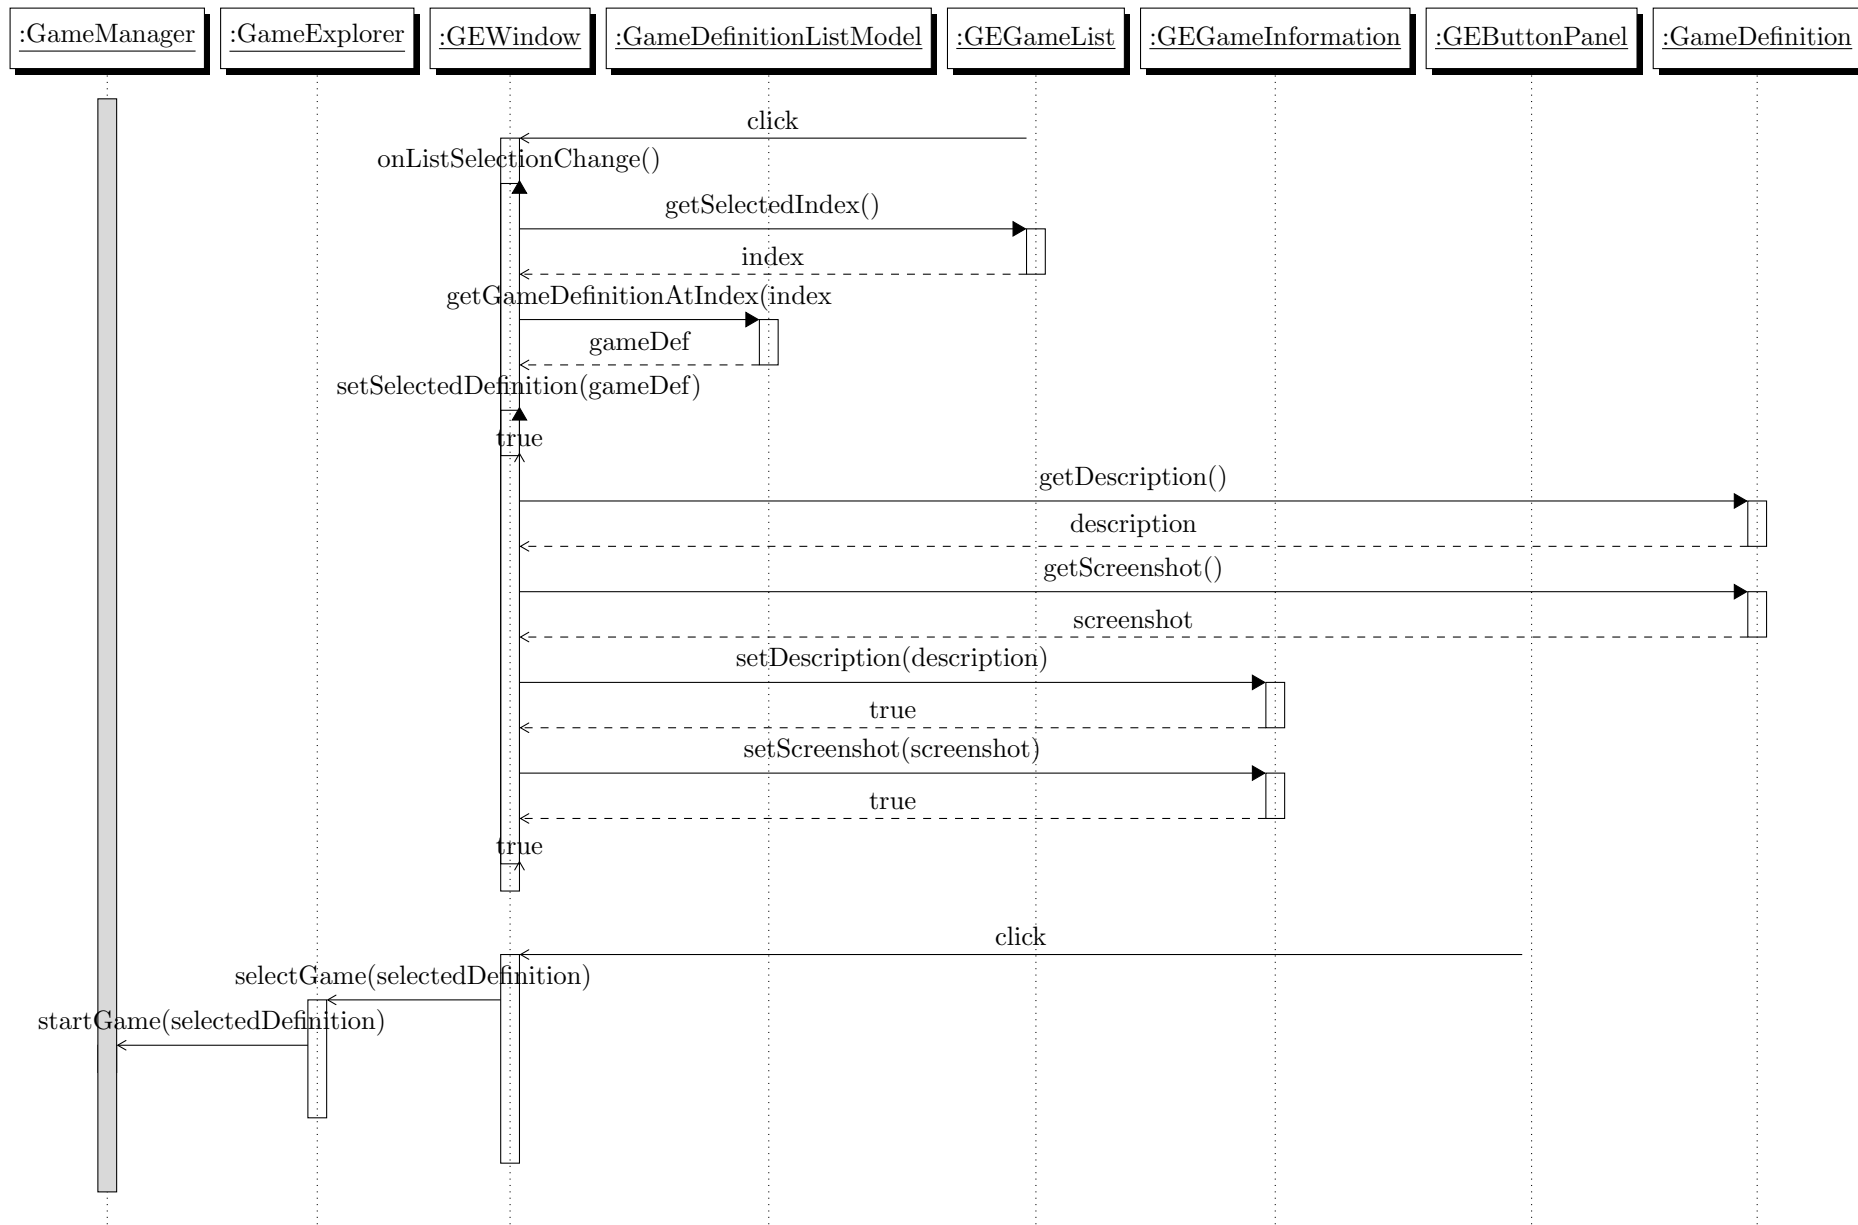 :GameManager
:GameExplorer
:GEWindow
:GameDefinitionListModel
:GEGameList
:GEGameInformation
:GEButtonPanel
:GameDefinition
click
onListSelectionChange()
getSelectedIndex()
index
getGameDefinitionAtIndex(index
gameDef
setSelectedDefinition(gameDef)
true
getDescription()
description
getScreenshot()
screenshot
setDescription(description)
true
setScreenshot(screenshot)
true
true
click
selectGame(selectedDefinition)
startGame(selectedDefinition)